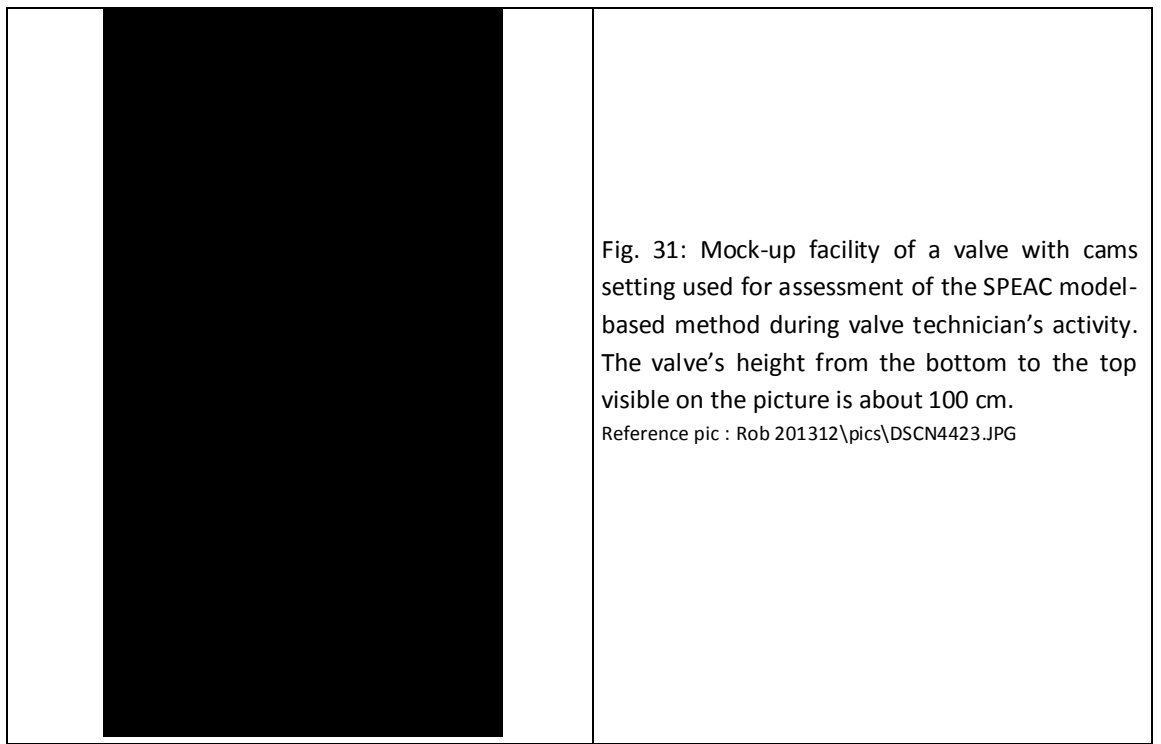 Fig. 31: Mock-up facility of a valve with cams
setting used for assessment of the SPEAC model-
based method during valve technician's activity.
The valve's height from the bottom to the top
visible on the picture is about 100 cm.
Reference pic : Rob 201312\pics\DSCN4423.JPG